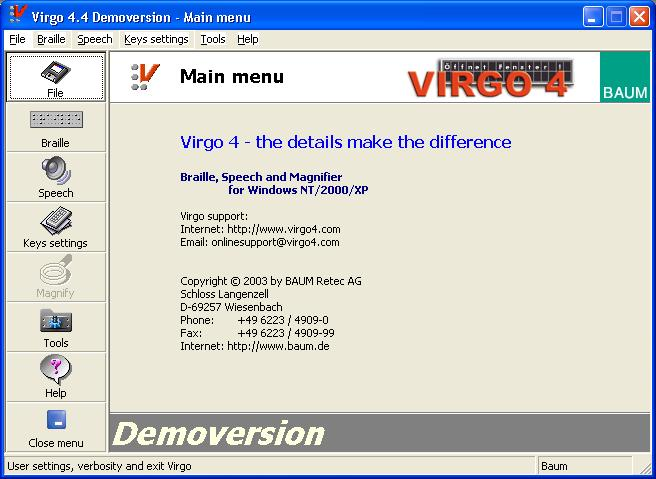 Virgo 4.4 Demoversion - Main menu
File Braille Speech Keys settings Tools Help
File
Braille
Speech
Keys settings
Magnify
Tools
Help
Close menu
Main menu
Öffnet Fenster!
VIRGO 4
BAUM
Virgo 4 - the details make the difference
Braille, Speech and Magnifier
for Windows NT/2000/XP
Virgo support:
Internet: http://www.virgo4.com
Email: onlinesupport@virgo4.com
Copyright © 2003 by BAUM Retec AG
Schloss Langenzell
D-69257 Wiesenbach
Phone: +49 6223 / 4909-0
Fax: +49 6223 / 4909-99
Internet: http://www.baum.de
Demoversion
User settings, verbosity and exit Virgo
Baum